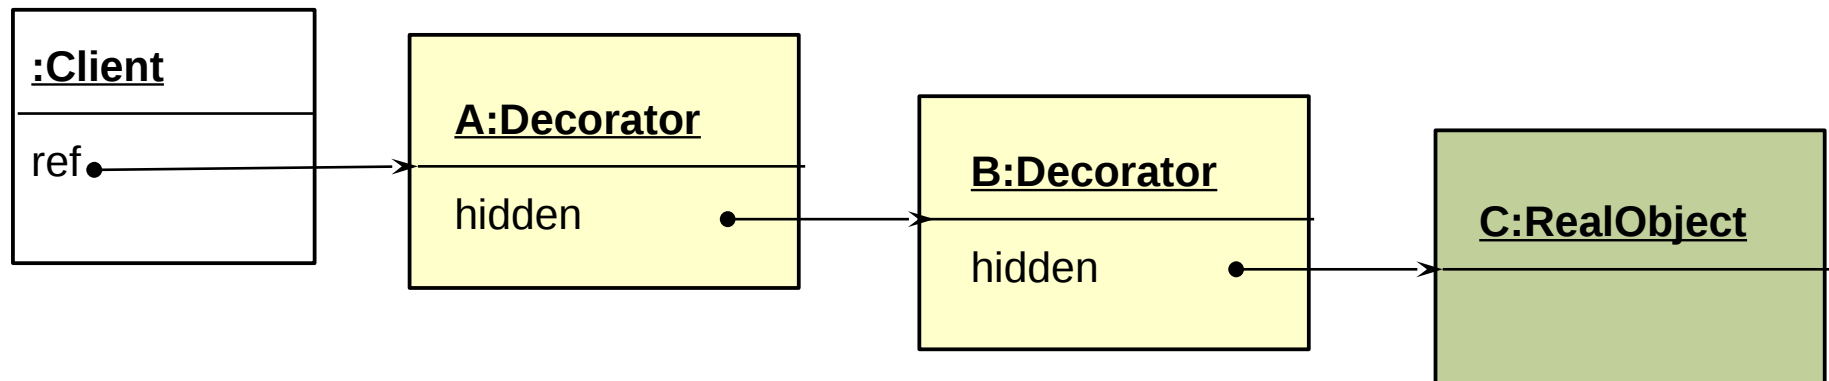 :Client
ref
A:Decorator
hidden
B:Decorator
hidden
C:RealObject